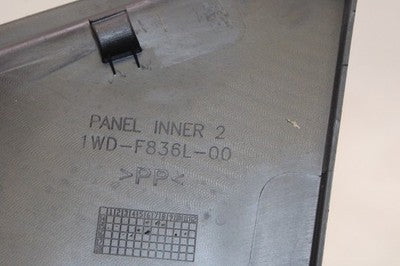 PANEL INNER 2
1WD-F836L-00
>PP<